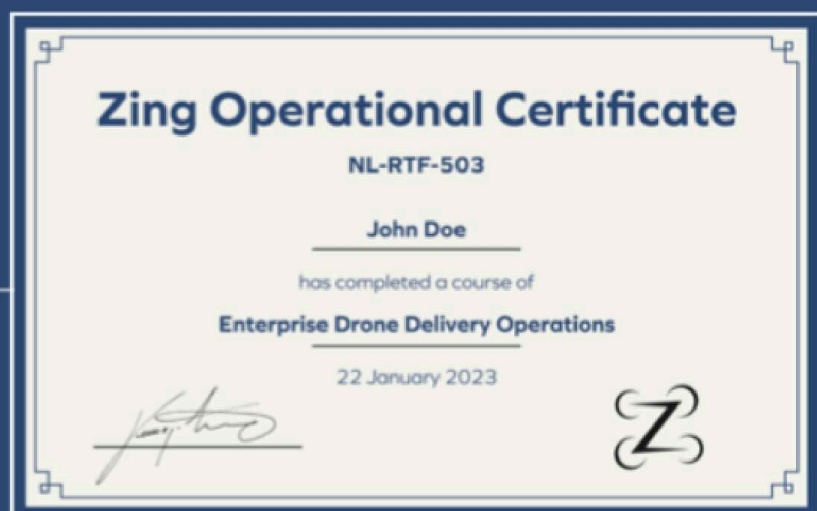 Zing Operational Certificate
NL-RTF-503
John Doe
has completed a course of
Enterprise Drone Delivery Operations
22 January 2023
Z